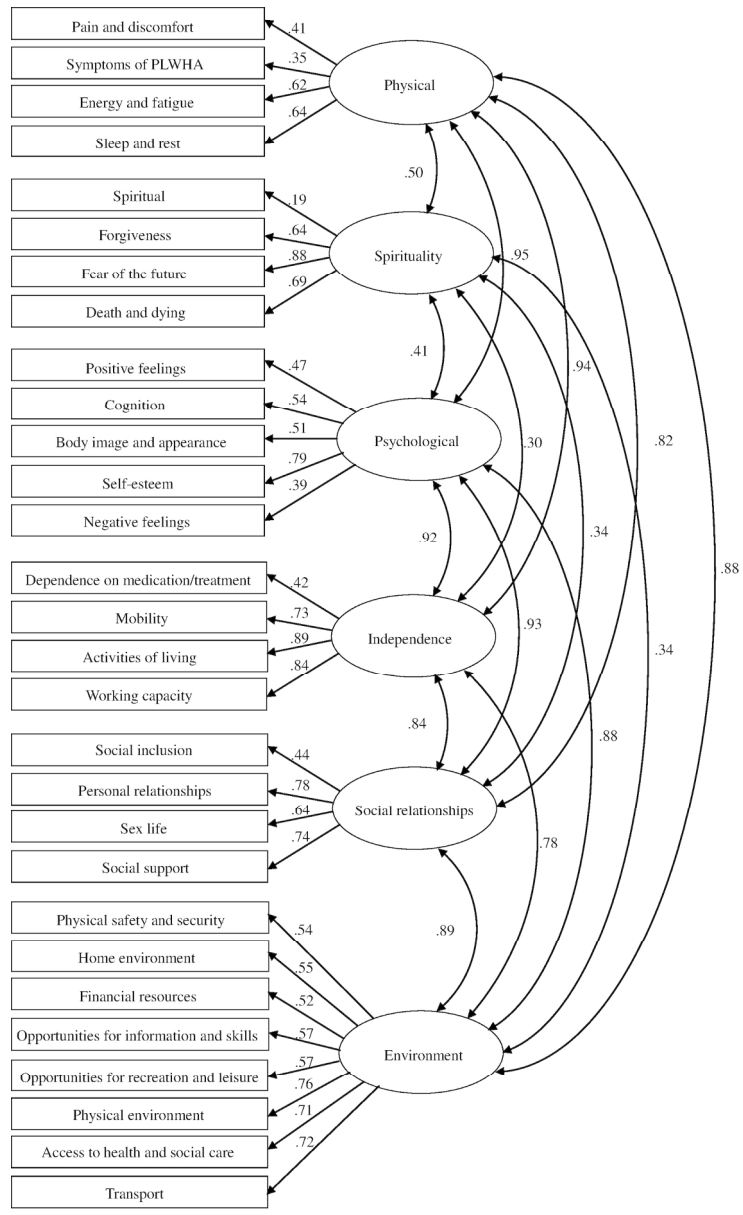 Pain and discomfort
.41
Symptoms of PLWHA
.35
Energy and fatigue
.62
Sleep and rest
.64
Physical
.50
Spiritual
.19
Forgiveness
.64
Fear of the future
.88
Death and dying
.69
Spirituality
.95
.41
Positive feelings
.47
Cognition
.54
Body image and appearance
.51
Self-esteem
.79
Negative feelings
.39
Psychological
.94
.30
.82
.92
.34
Dependence on medication/treatment
.42
Mobility
.73
Activities of living
.89
Working capacity
.84
Independence
.88
.93
.34
.84
.88
Social inclusion
.44
Personal relationships
.78
Sex life
.64
Social support
.74
Social relationships
.78
.89
Physical safety and security
.54
Home environment
.55
Financial resources
.52
Opportunities for information and skills
.57
Opportunities for recreation and leisure
.57
Physical environment
.76
Access to health and social care
.71
Transport
.72
Environment